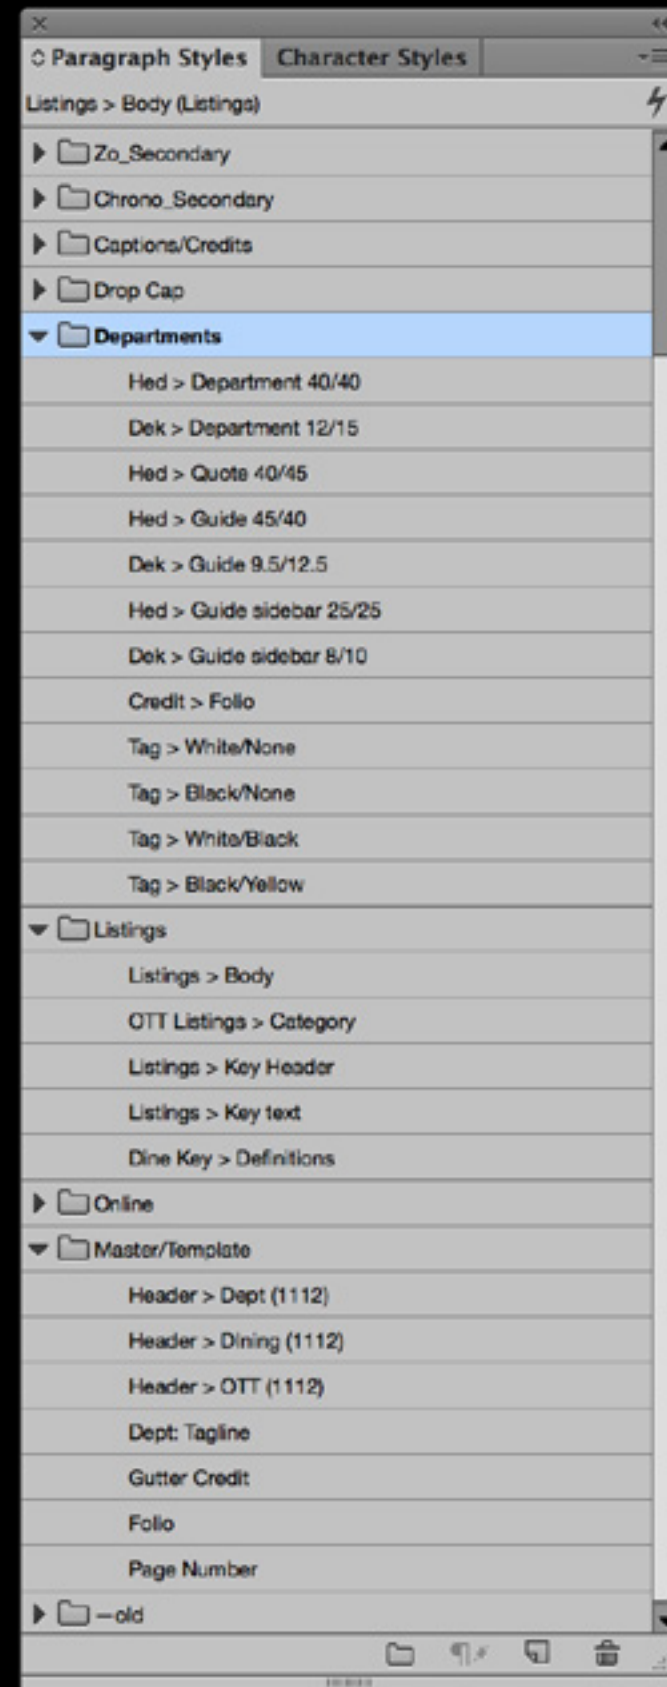 Paragraph Styles Character Styles
Listings > Body (Listings)
Zo_Secondary
Chrono_Secondary
Captions/Credits
Drop Cap
Departments
Hed > Department 40/40
Dek > Department 12/15
Hed > Quote 40/45
Hed > Guide 45/40
Dek > Guide 9.5/12.5
Hed > Guide sidebar 25/25
Dek > Guide sidebar 8/10
Credit > Folio
Tag > White/None
Tag > Black/None
Tag > White/Black
Tag > Black/Yellow
Listings
Listings > Body
OTT Listings > Category
Listings > Key Header
Listings > Key text
Dine Key > Definitions
Online
Master/Template
Header > Dept (1112)
Header > Dining (1112)
Header > OTT (1112)
Dept: Tagline
Gutter Credit
Folio
Page Number
—old